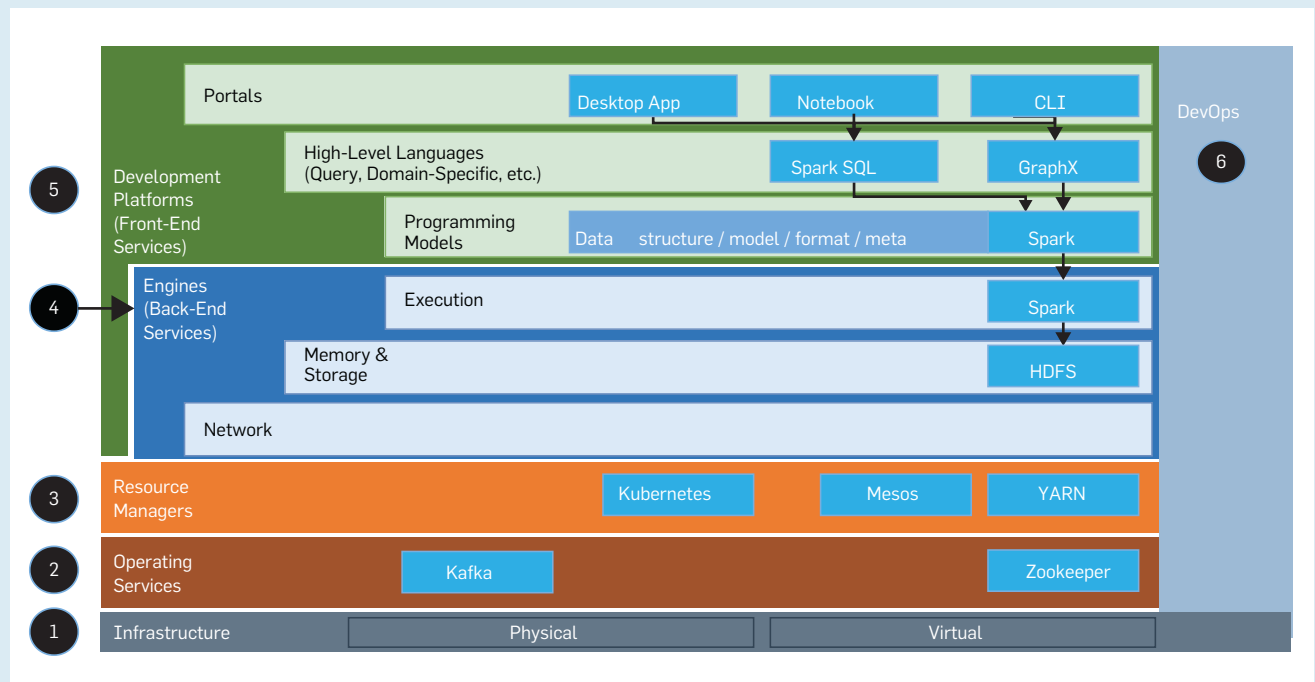 Portals
Desktop App
Notebook
CLI
DevOps
High-Level Languages
(Query, Domain-Specific, etc.)
Spark SQL
GraphX
6
5
Development
Platforms
(Front-End
Services)
Programming
Models
Data structure / model / format / meta
Spark
4
Engines
(Back-End
Services)
Execution
Spark
Memory &
Storage
HDFS
Network
3
Resource
Managers
Kubernetes
Mesos
YARN
2
Operating
Services
Kafka
Zookeeper
1
Infrastructure
Physical
Virtual